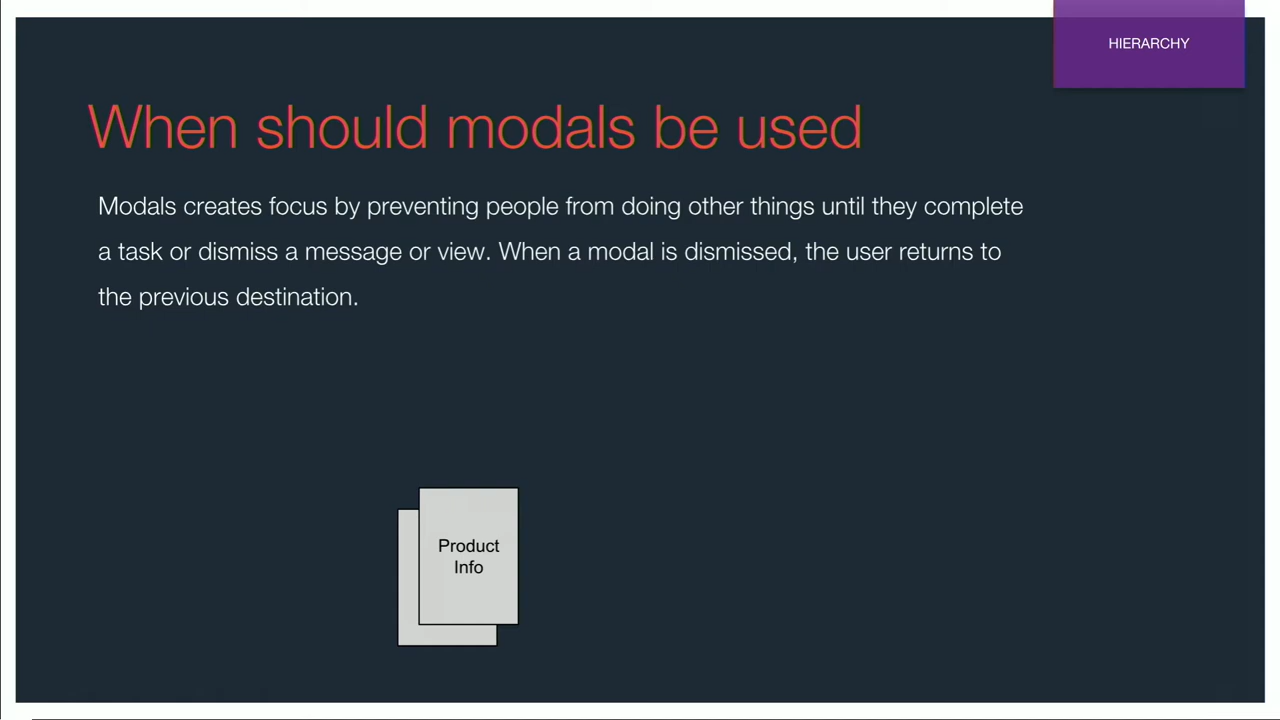 HIERARCHY
When should modals be used
Modals creates focus by preventing people from doing other things until they complete
a task or dismiss a message or view. When a modal is dismissed, the user returns to
the previous destination.
Product
Info